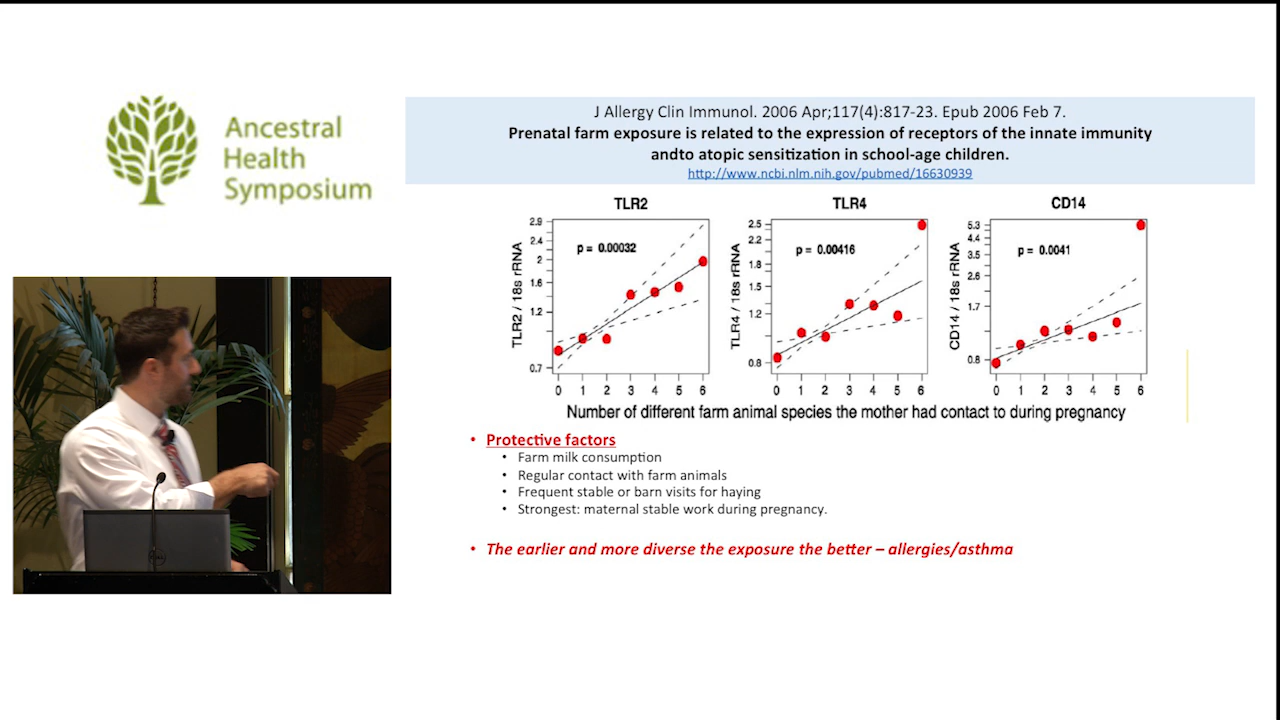 Ancestral
Health
Symposium
J Allergy Clin Immunol. 2006 Apr;117(4):817-23. Epub 2006 Feb 7.
Prenatal farm exposure is related to the expression of receptors of the innate immunity
andto atopic sensitization in school-age children.
http://www.ncbi.nlm.nih.gov/pubmed/16630939
TLR2
TLR2 / 18s rRNA
2.9
2.4
2
1.6
1.2
0.7
p = 0.00032
0 1 2 3 4 5 6
TLR4
TLR4 / 18s rRNA
2.5
2.2
1.8
1.5
1.2
0.8
p = 0.00416
0 1 2 3 4 5 6
CD14
CD14 / 18s rRNA
5.3
4.4
3.5
2.6
1.7
0.8
p = 0.0041
0 1 2 3 4 5 6
Number of different farm animal species the mother had contact to during pregnancy
• Protective factors
• Farm milk consumption
• Regular contact with farm animals
• Frequent stable or barn visits for haying
• Strongest: maternal stable work during pregnancy.
• The earlier and more diverse the exposure the better – allergies/asthma